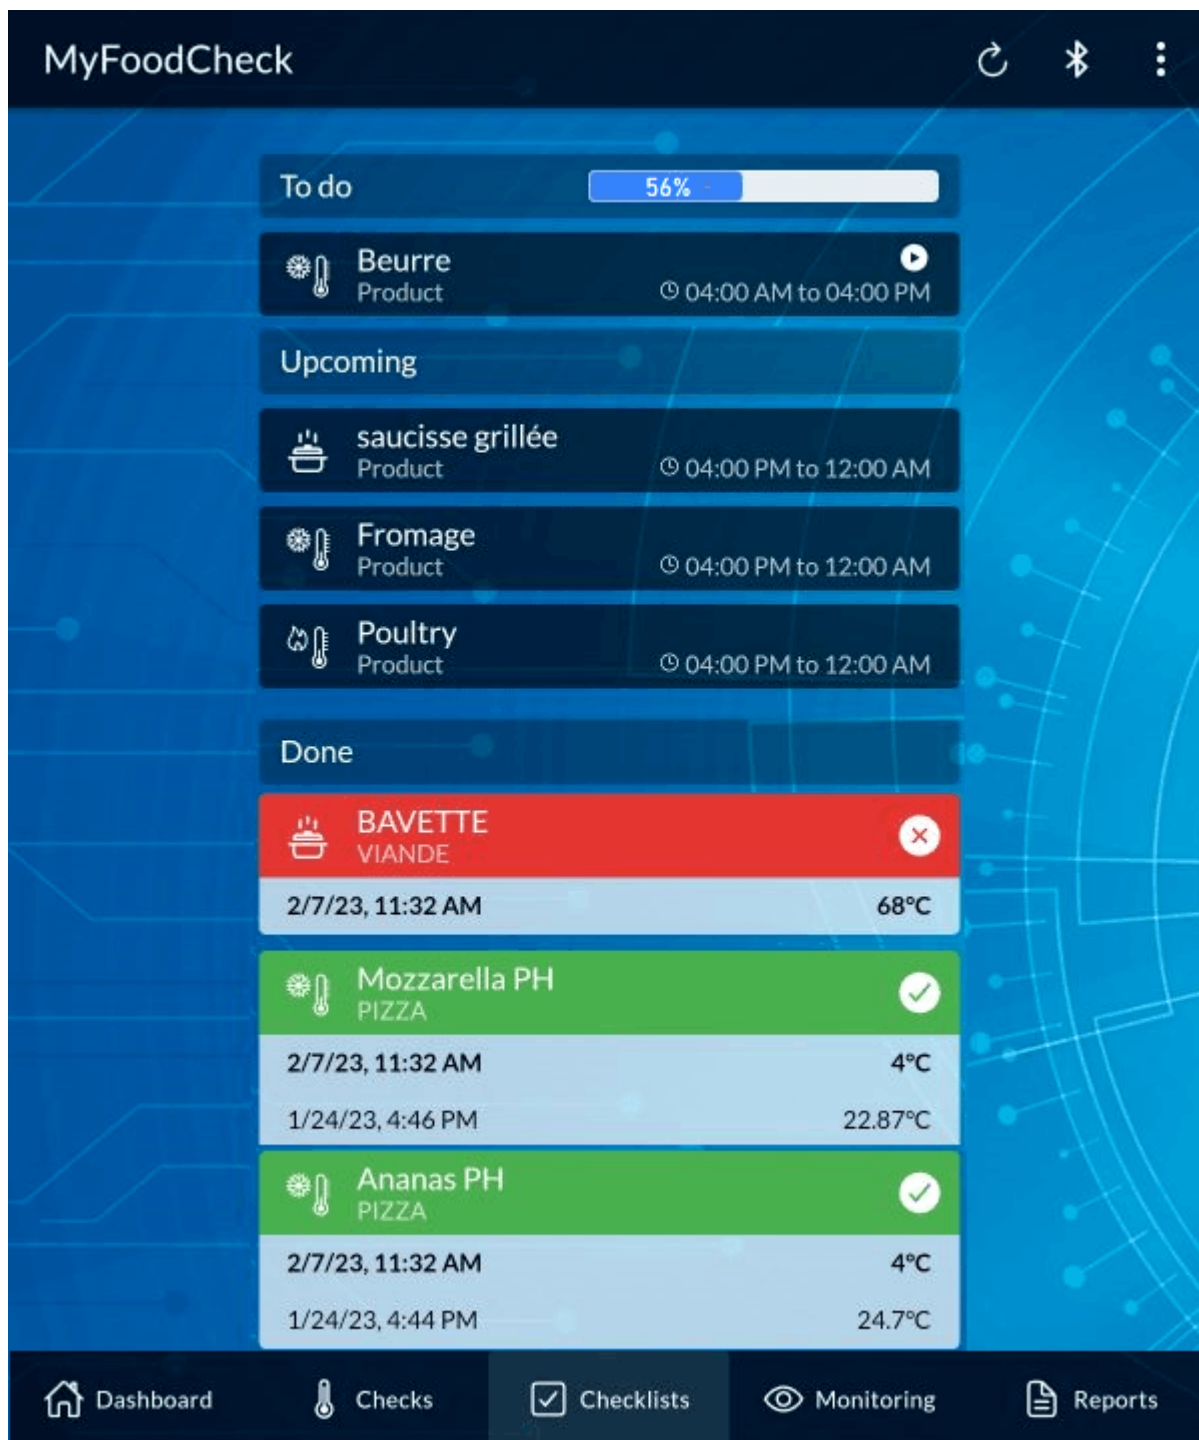 MyFoodCheck
To do
56%
Beurre
Product
04:00 AM to 04:00 PM
Upcoming
saucisse grillée
Product
04:00 PM to 12:00 AM
Fromage
Product
04:00 PM to 12:00 AM
Poultry
Product
04:00 PM to 12:00 AM
Done
BAVETTE
VIANDE
2/7/23, 11:32 AM 68°C
Mozzarella PH
PIZZA
2/7/23, 11:32 AM 4°C
1/24/23, 4:46 PM 22.87°C
Ananas PH
PIZZA
2/7/23, 11:32 AM 4°C
1/24/23, 4:44 PM 24.7°C
Dashboard Checks Checklists Monitoring Reports